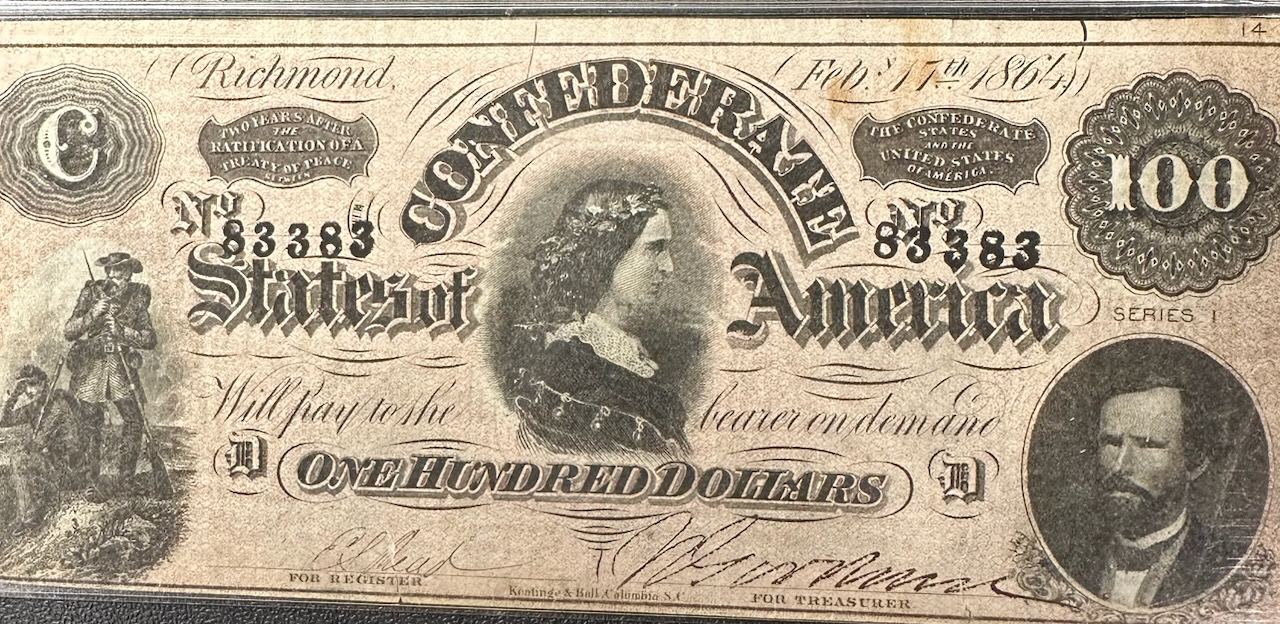 14
Richmond,
Feb. 17th 1864
CONFEDERATE
C
TWO YEARS AFTER
THE
RATIFICATION OF A
TREATY OF PEACE
BETWEEN
THE CONFEDERATE
STATES
AND THE
UNITED STATES
OF AMERICA.
100
No 83383
No 83383
States of America
SERIES 1
Will pay to the bearer on demand
D ONE HUNDRED DOLLARS D
FOR REGISTER
Keatinge & Ball, Columbia, S.C.
FOR TREASURER